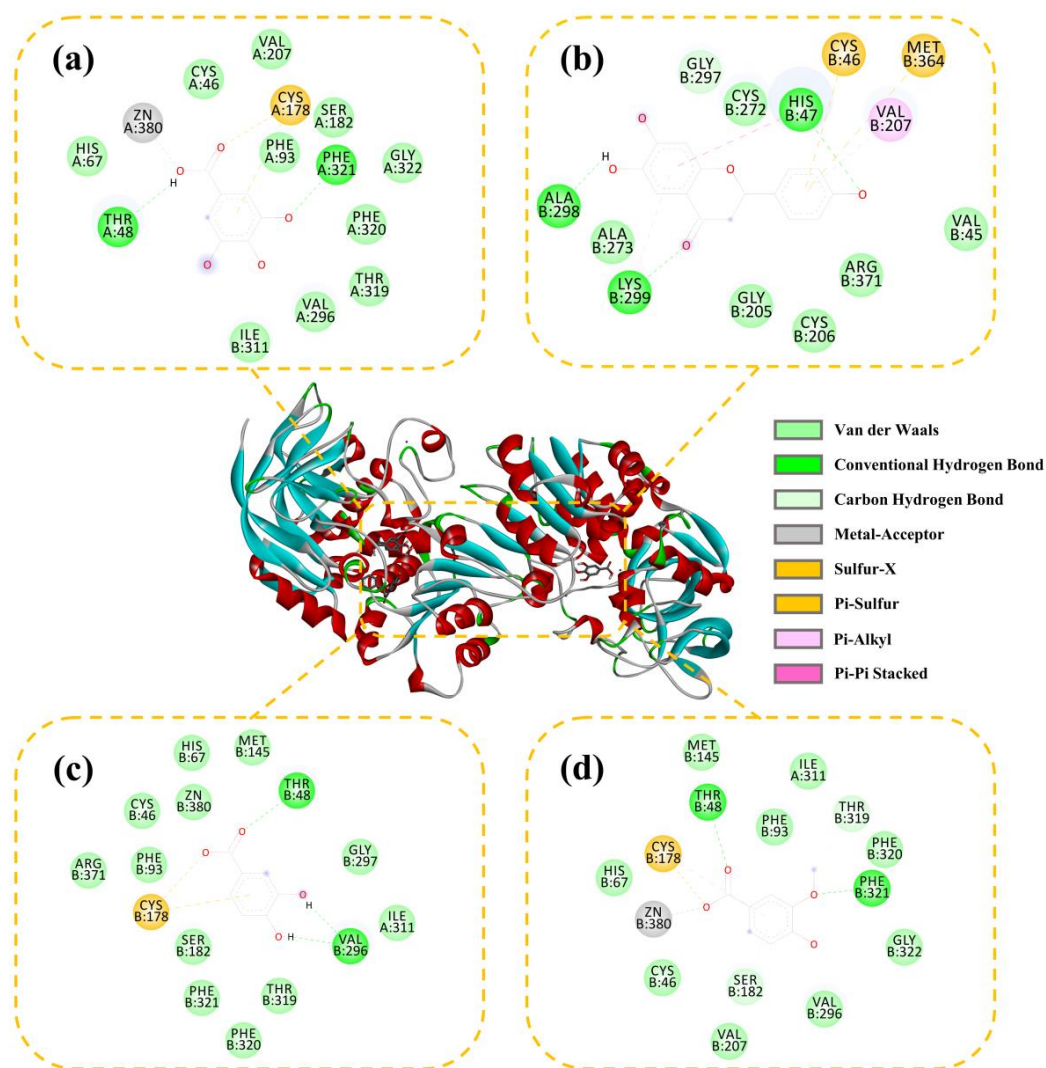 (a)
VAL
A:207
CYS
A:46
ZN
A:380
CYS
A:178
SER
A:182
HIS
A:67
PHE
A:93
PHE
A:321
GLY
A:322
H
O
O
THR
A:48
O
O
O
PHE
A:320
THR
A:319
VAL
A:296
ILE
B:311
(b)
CYS
B:46
MET
B:364
GLY
B:297
CYS
B:272
HIS
B:47
VAL
B:207
O
H
O
O
O
O
ALA
B:298
ALA
B:273
LYS
B:299
VAL
B:45
ARG
B:371
GLY
B:205
CYS
B:206
Van der Waals
Conventional Hydrogen Bond
Carbon Hydrogen Bond
Metal-Acceptor
Sulfur-X
Pi-Sulfur
Pi-Alkyl
Pi-Pi Stacked
(c)
HIS
B:67
MET
B:145
THR
B:48
CYS
B:46
ZN
B:380
O
O
ARG
B:371
PHE
B:93
GLY
B:297
CYS
B:178
O
H
O
H
ILE
A:311
VAL
B:296
SER
B:182
PHE
B:321
THR
B:319
PHE
B:320
(d)
MET
B:145
ILE
A:311
THR
B:48
PHE
B:93
THR
B:319
CYS
B:178
PHE
B:320
HIS
B:67
O
O
O
O
PHE
B:321
ZN
B:380
GLY
B:322
CYS
B:46
SER
B:182
VAL
B:296
VAL
B:207